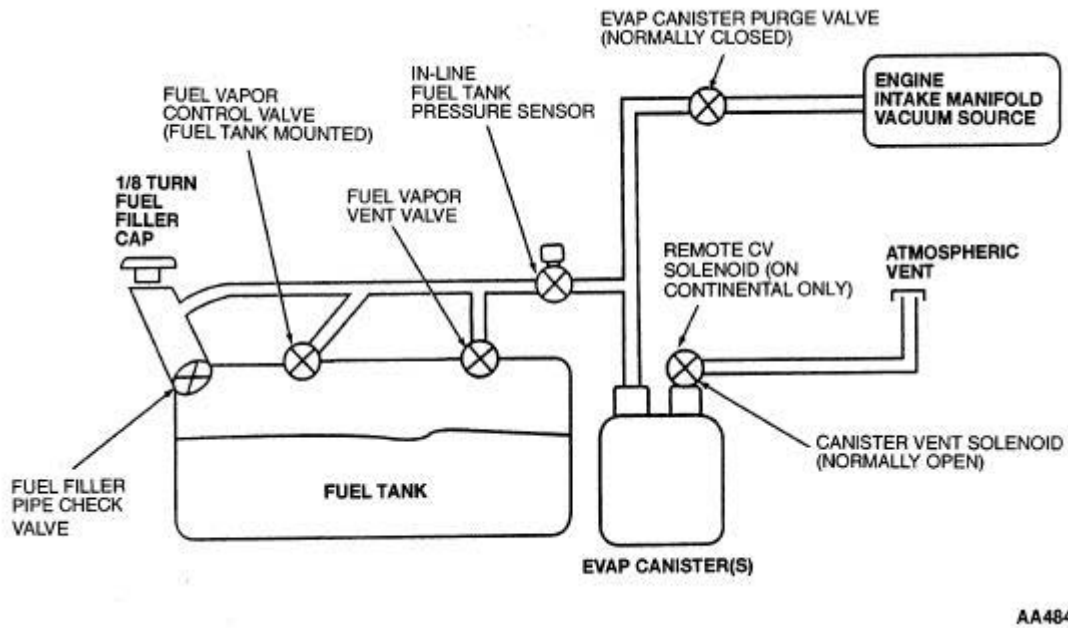 EVAP CANISTER PURGE VALVE
(NORMALLY CLOSED)
IN-LINE
FUEL TANK
PRESSURE SENSOR
ENGINE
INTAKE MANIFOLD
VACUUM SOURCE
FUEL VAPOR
CONTROL VALVE
(FUEL TANK MOUNTED)
1/8 TURN
FUEL
FILLER
CAP
FUEL VAPOR
VENT VALVE
REMOTE CV
SOLENOID (ON
CONTINENTAL ONLY)
ATMOSPHERIC
VENT
FUEL FILLER
PIPE CHECK
VALVE
FUEL TANK
CANISTER VENT SOLENOID
(NORMALLY OPEN)
EVAP CANISTER(S)
AA484